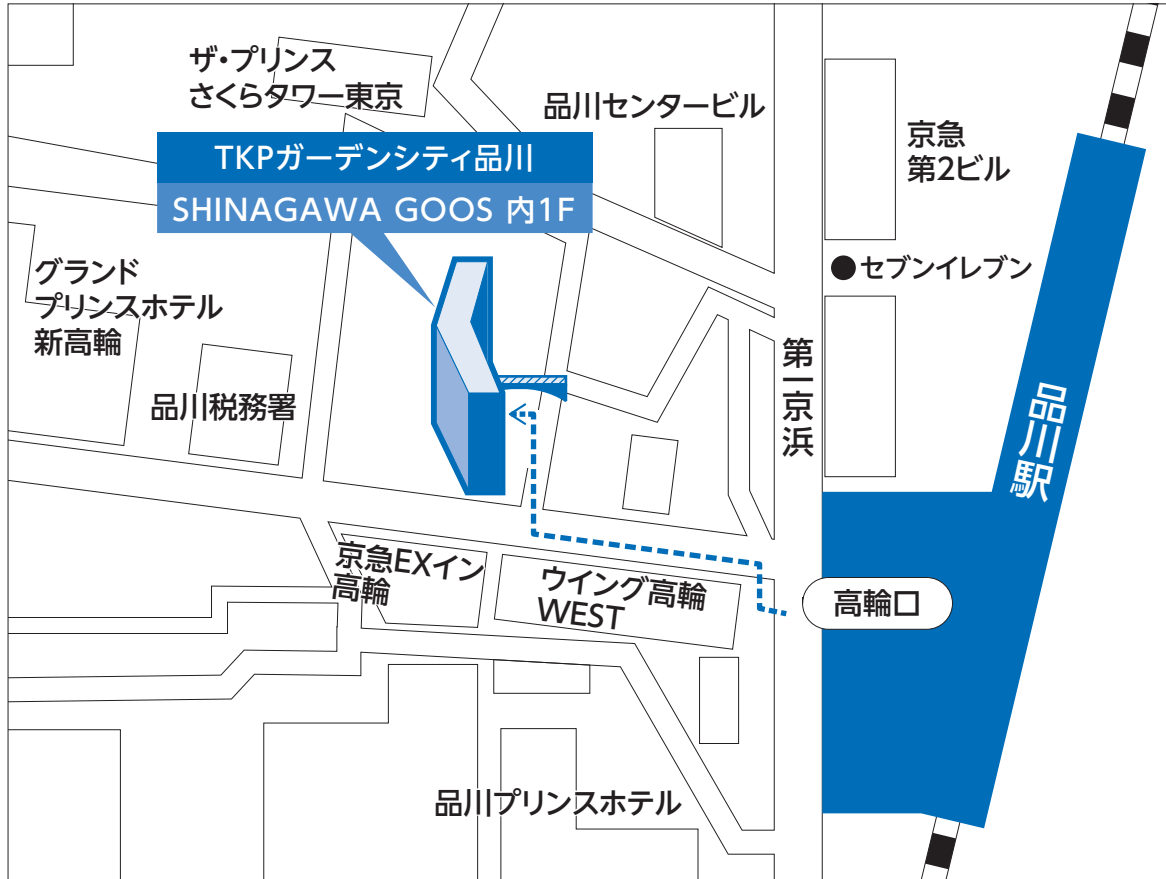 ザ・プリンス
さくらタワー東京
品川センタービル
京急
第2ビル
TKPガーデンシティ品川
SHINAGAWA GOOS 内1F
セブンイレブン
グランド
プリンスホテル
新高輪
第一京浜
品川税務署
品川駅
京急EXイン
高輪
ウイング高輪
WEST
高輪口
品川プリンスホテル